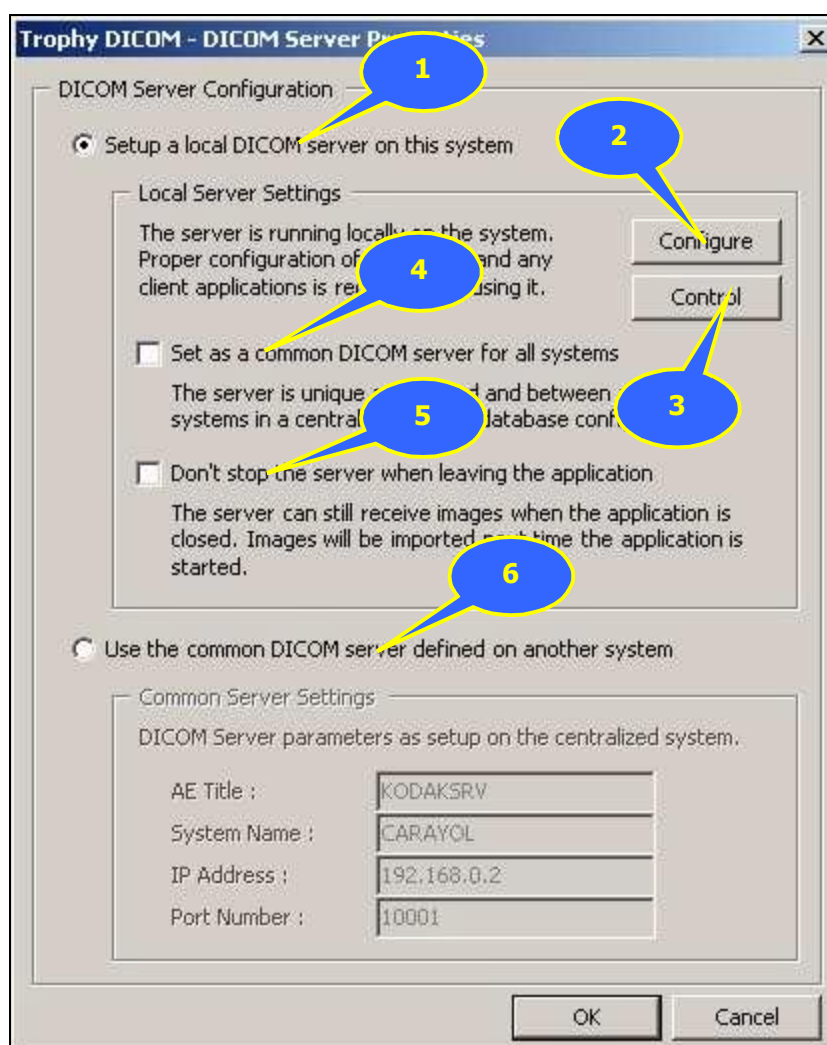 Trophy DICOM - DICOM Server Properties
1
DICOM Server Configuration
Setup a local DICOM server on this system
2
Local Server Settings
The server is running locally on the system.
Configure
Proper configuration of and any
4
client applications is using it.
Control
Set as a common DICOM server for all systems
The server is unique and between
3
systems in a central database
5
Don't stop the server when leaving the application
The server can still receive images when the application is
closed. Images will be imported next time the application is
started.
6
Use the common DICOM server defined on another system
Common Server Settings
DICOM Server parameters as setup on the centralized system.
AE Title : KODAKSRV
System Name : CARAYOL
IP Address : 192.168.0.2
Port Number : 10001
OK Cancel